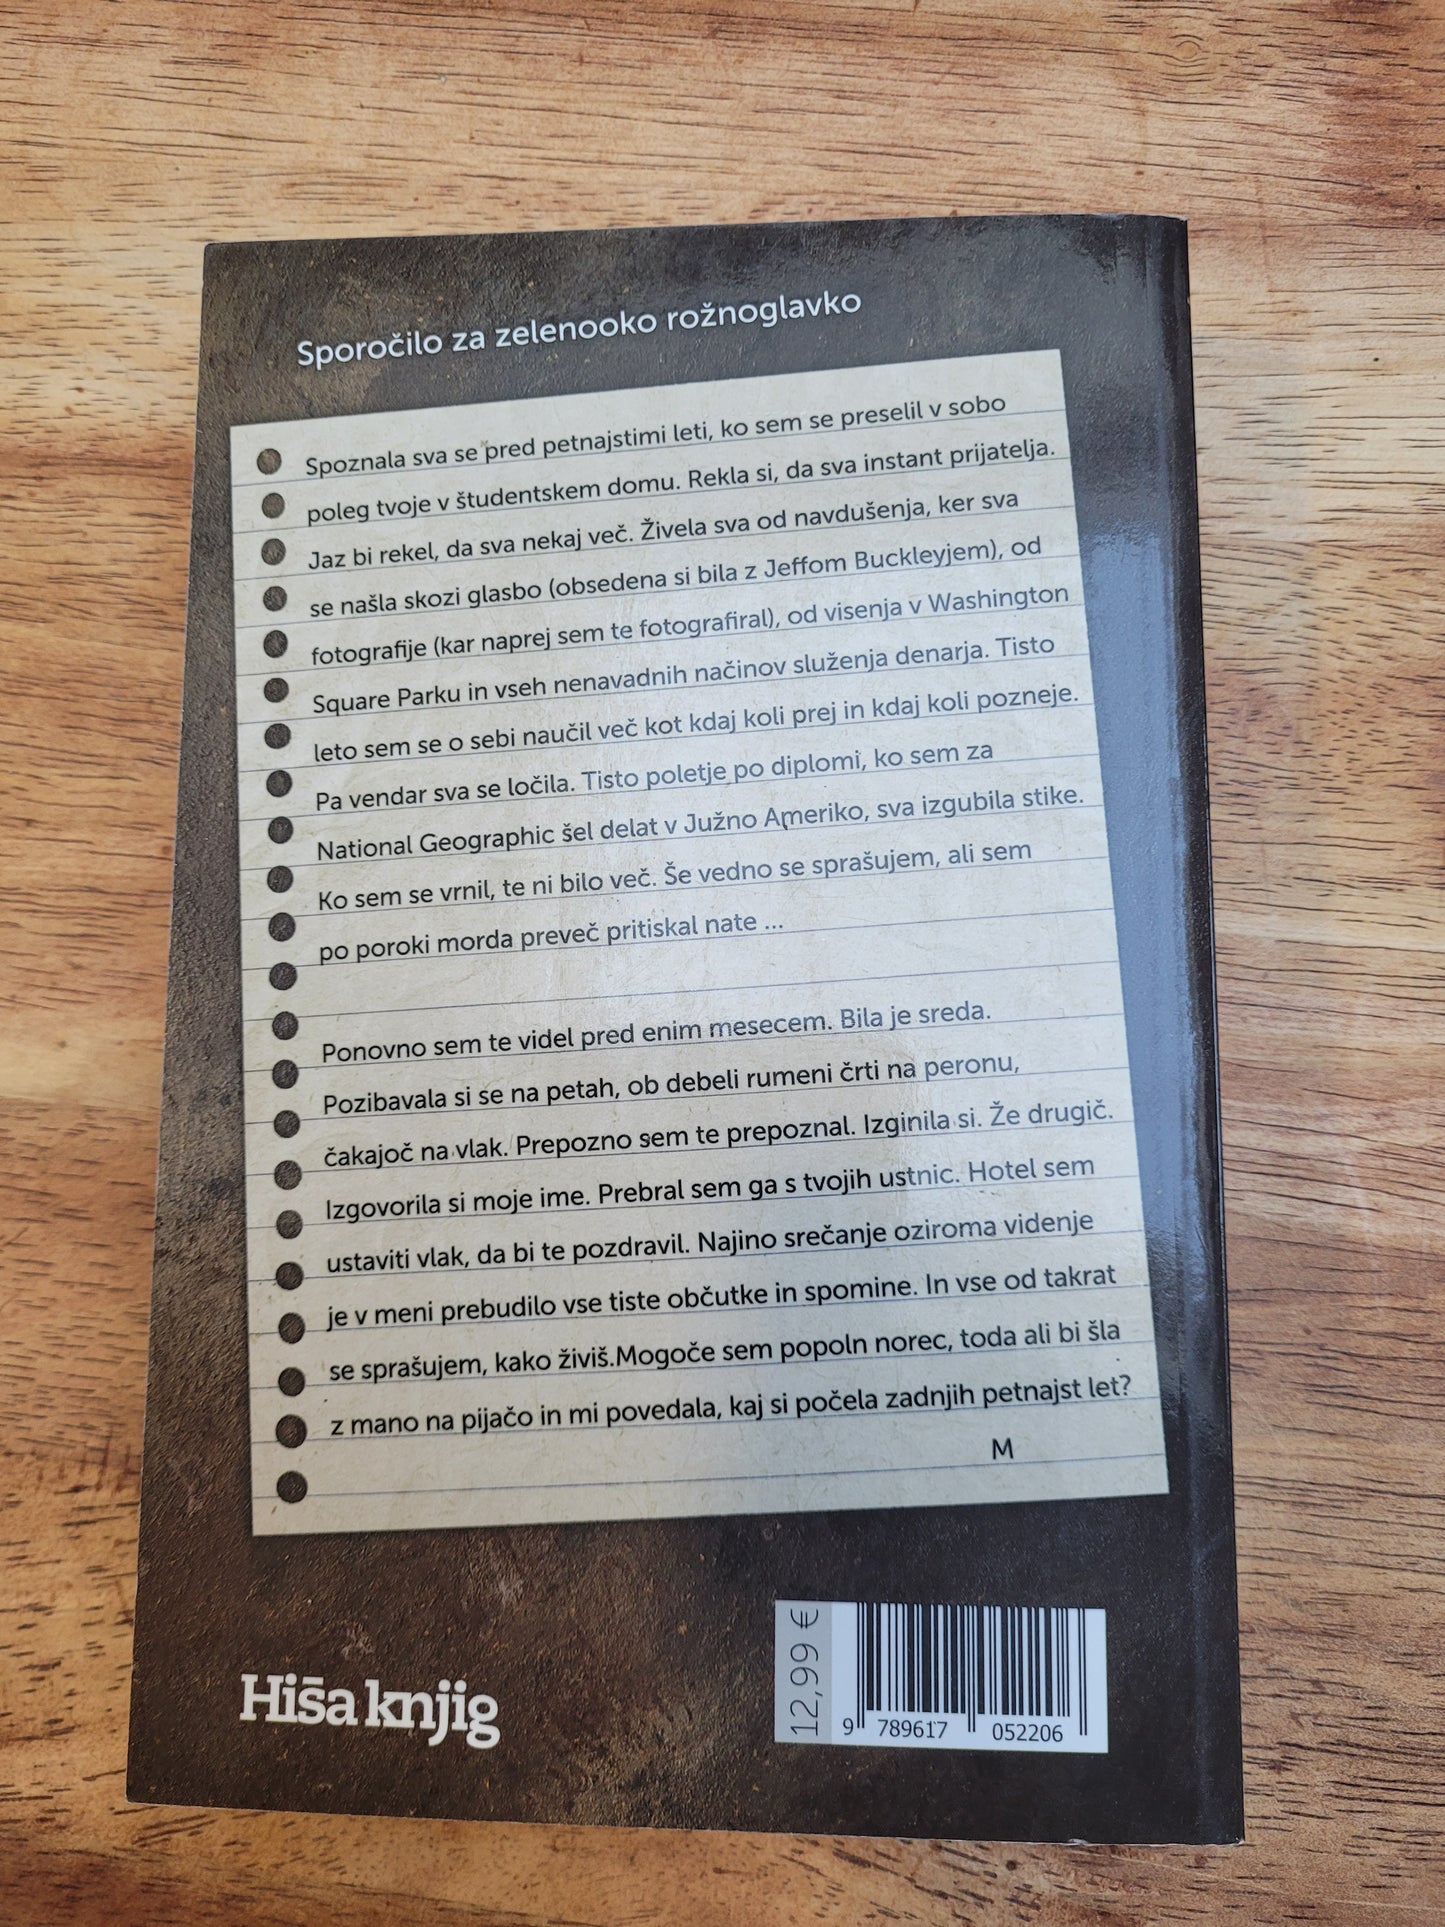 Sporočilo za zelenooko rožnoglavko
Spoznala sva se pred petnajstimi leti, ko sem se preselil v sobo
poleg tvoje v študentskem domu. Rekla si, da sva instant prijatelja.
Jaz bi rekel, da sva nekaj več. Živela sva od navdušenja, ker sva
se našla skozi glasbo (obsedena si bila z Jeffom Buckleyjem), od
fotografije (kar naprej sem te fotografiral), od visenja v Washington
Square Parku in vseh nenavadnih načinov služenja denarja. Tisto
leto sem se o sebi naučil več kot kdaj koli prej in kdaj koli pozneje.
Pa vendar sva se ločila. Tisto poletje po diplomi, ko sem za
National Geographic šel delat v Južno Ameriko, sva izgubila stike.
Ko sem se vrnil, te ni bilo več. Še vedno se sprašujem, ali sem
po poroki morda preveč pritiskal nate ...
Ponovno sem te videl pred enim mesecem. Bila je sreda.
Pozibavala si se na petah, ob debeli rumeni črti na peronu,
čakajoč na vlak. Prepozno sem te prepoznal. Izginila si. Že drugič.
Izgovorila si moje ime. Prebral sem ga s tvojih ustnic. Hotel sem
ustaviti vlak, da bi te pozdravil. Najino srečanje oziroma videnje
je v meni prebudilo vse tiste občutke in spomine. In vse od takrat
se sprašujem, kako živiš.Mogoče sem popoln norec, toda ali bi šla
z mano na pijačo in mi povedala, kaj si počela zadnjih petnajst let?
M
Hiša knjig
12,99 €
9 789617 052206